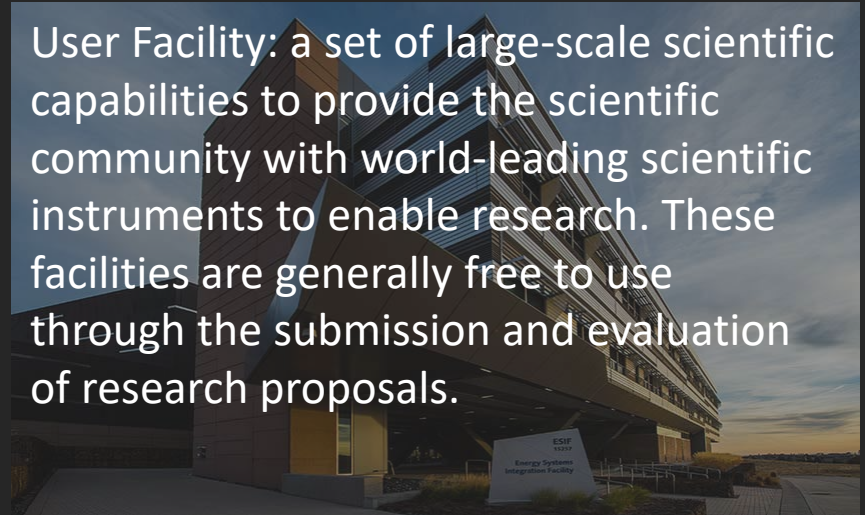 User Facility: a set of large-scale scientific
capabilities to provide the scientific
community with world-leading scientific
instruments to enable research. These
facilities are generally free to use
through the submission and evaluation
of research proposals.
ESIF
Energy Systems
Integration Facility